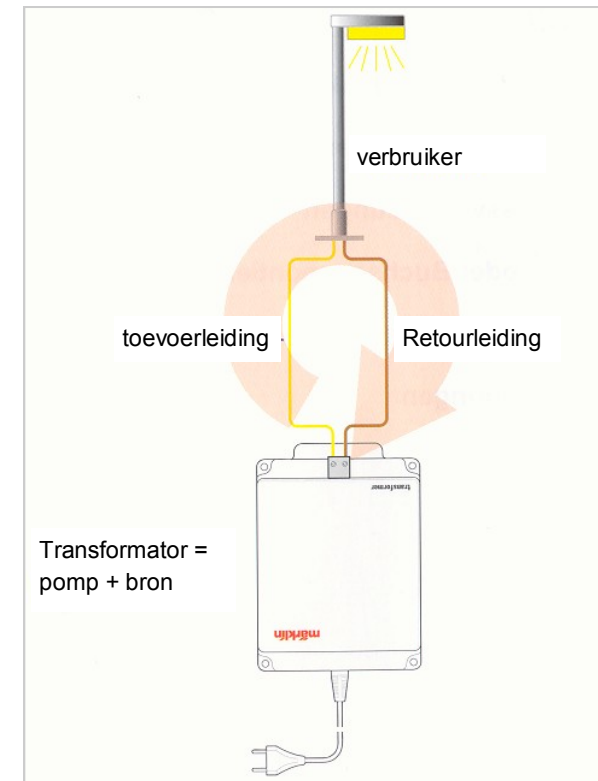 verbruiker
toevoerleiding
Retourleiding
transformer
Transformator =
pomp + bron
märklin